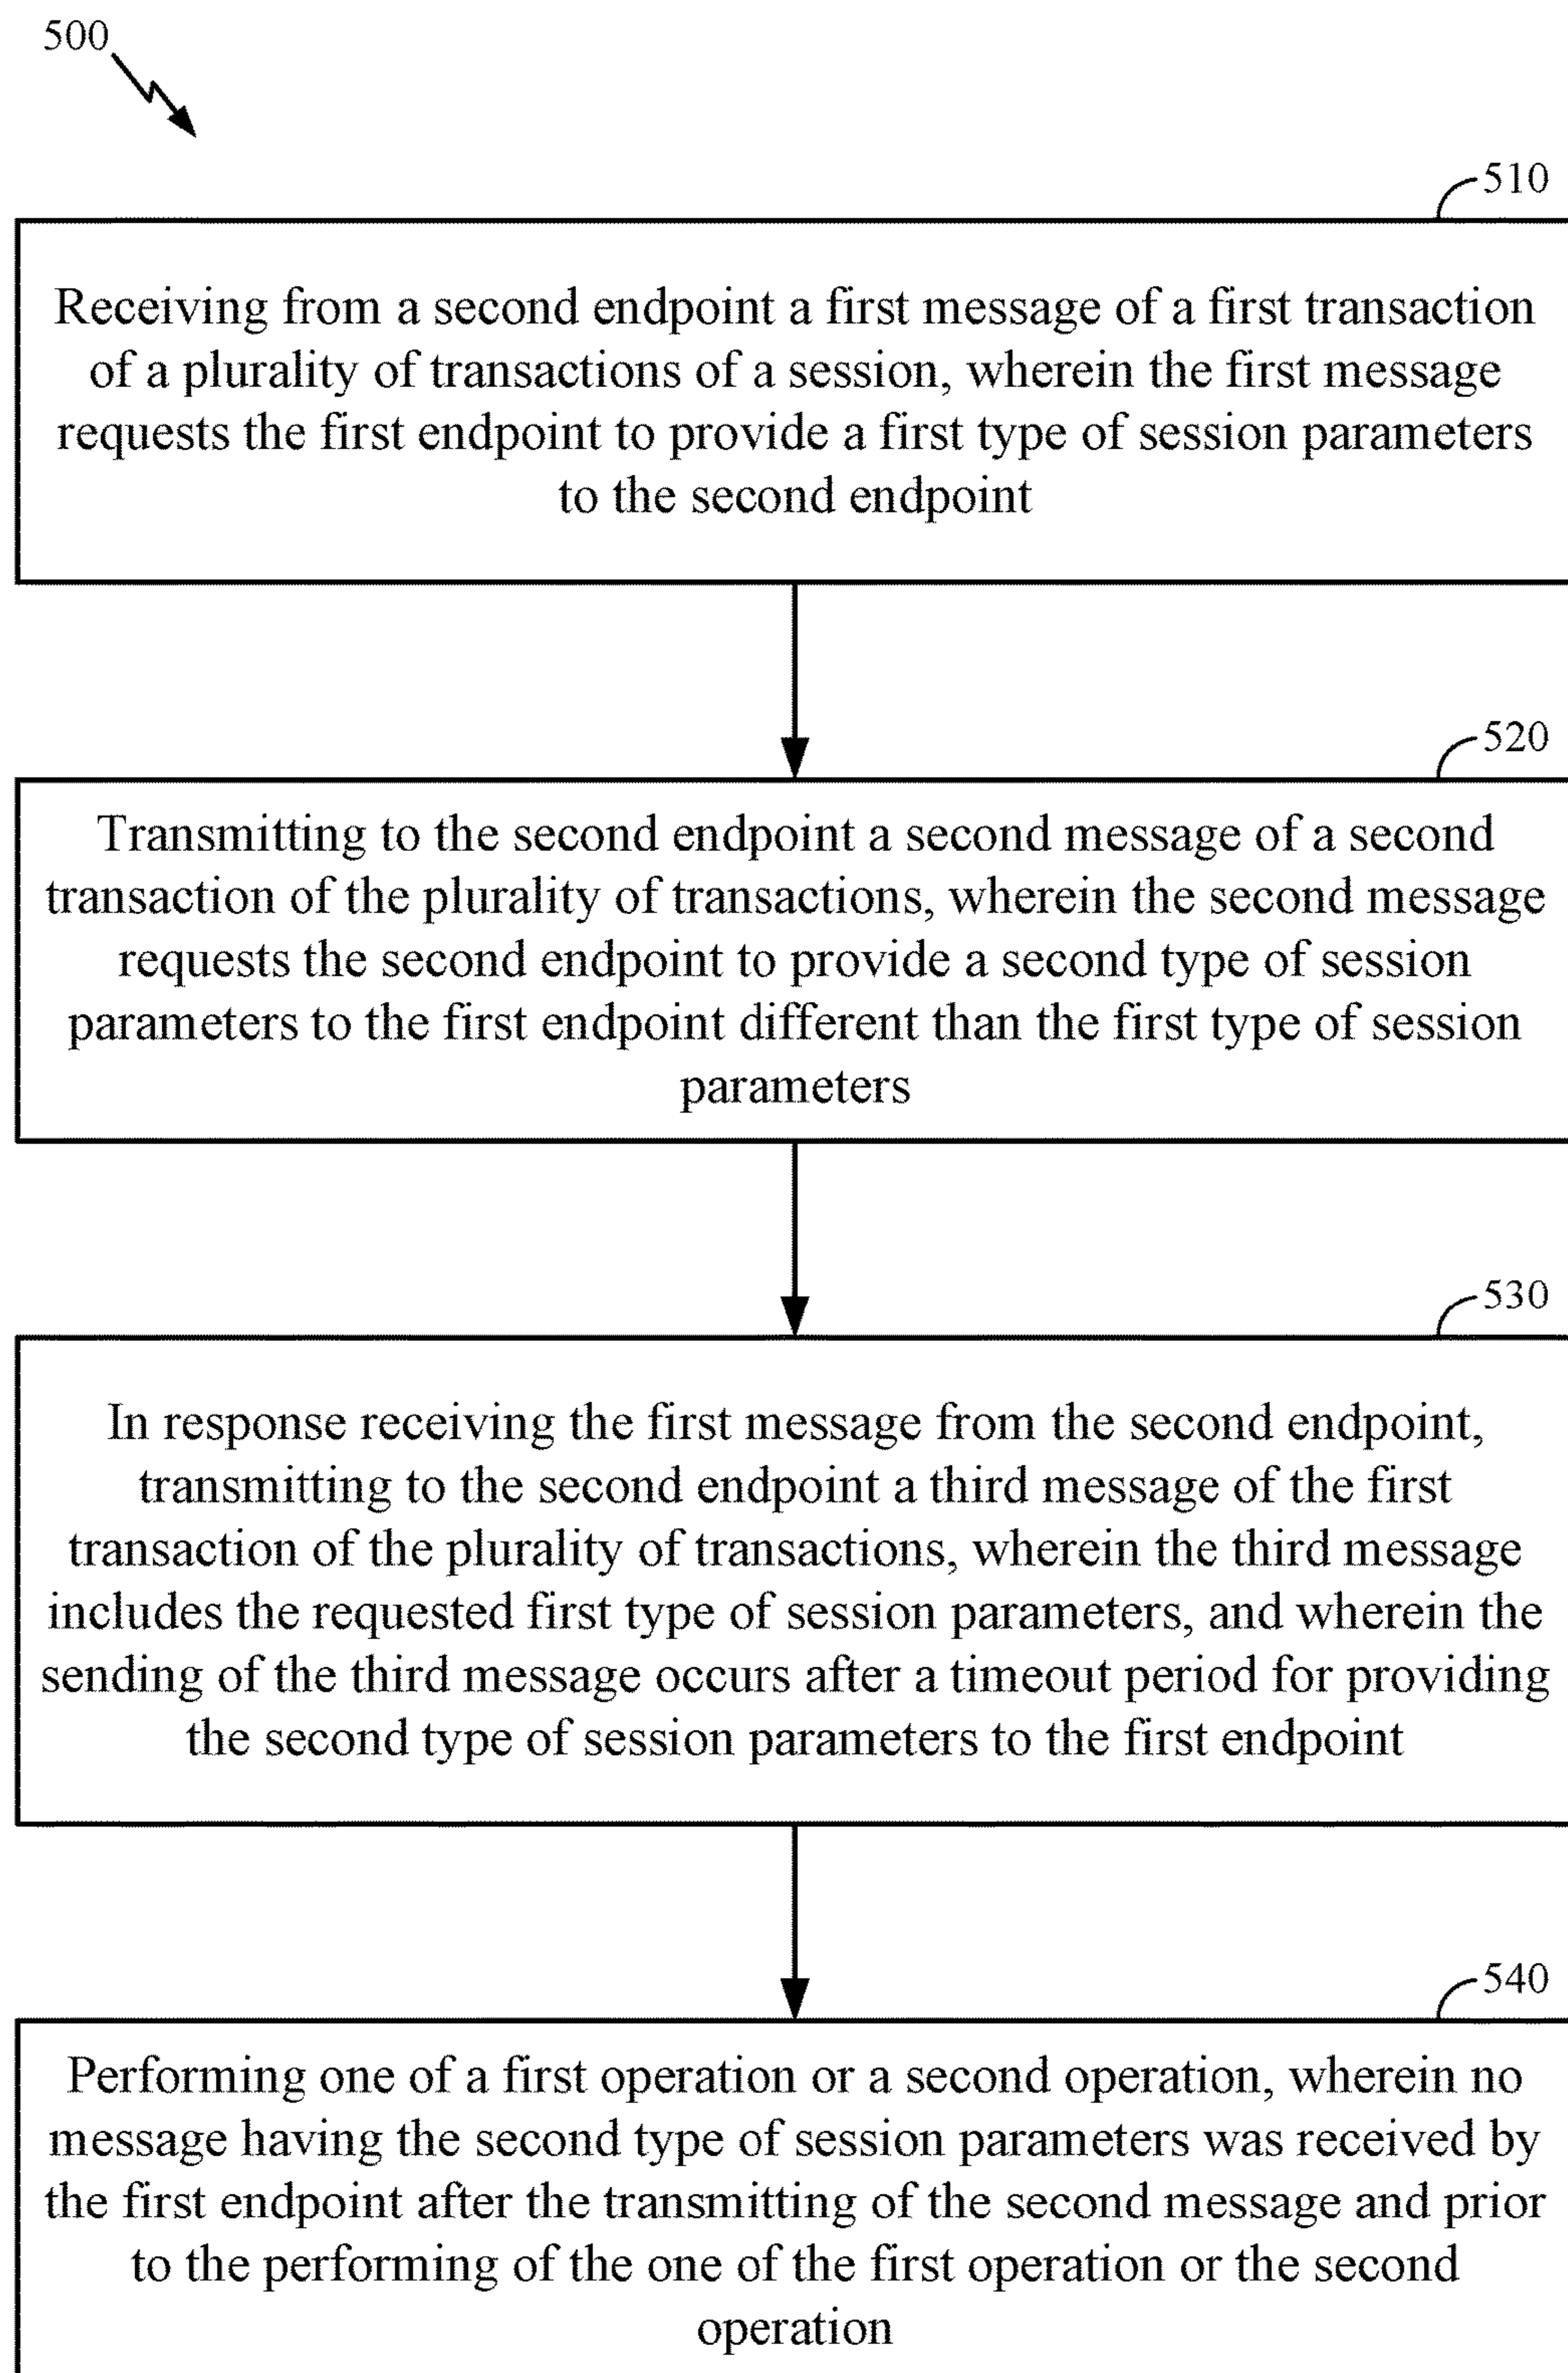 500
510
Receiving from a second endpoint a first message of a first transaction
of a plurality of transactions of a session, wherein the first message
requests the first endpoint to provide a first type of session parameters
to the second endpoint
520
Transmitting to the second endpoint a second message of a second
transaction of the plurality of transactions, wherein the second message
requests the second endpoint to provide a second type of session
parameters to the first endpoint different than the first type of session
parameters
530
In response receiving the first message from the second endpoint,
transmitting to the second endpoint a third message of the first
transaction of the plurality of transactions, wherein the third message
includes the requested first type of session parameters, and wherein the
sending of the third message occurs after a timeout period for providing
the second type of session parameters to the first endpoint
540
Performing one of a first operation or a second operation, wherein no
message having the second type of session parameters was received by
the first endpoint after the transmitting of the second message and prior
to the performing of the one of the first operation or the second
operation